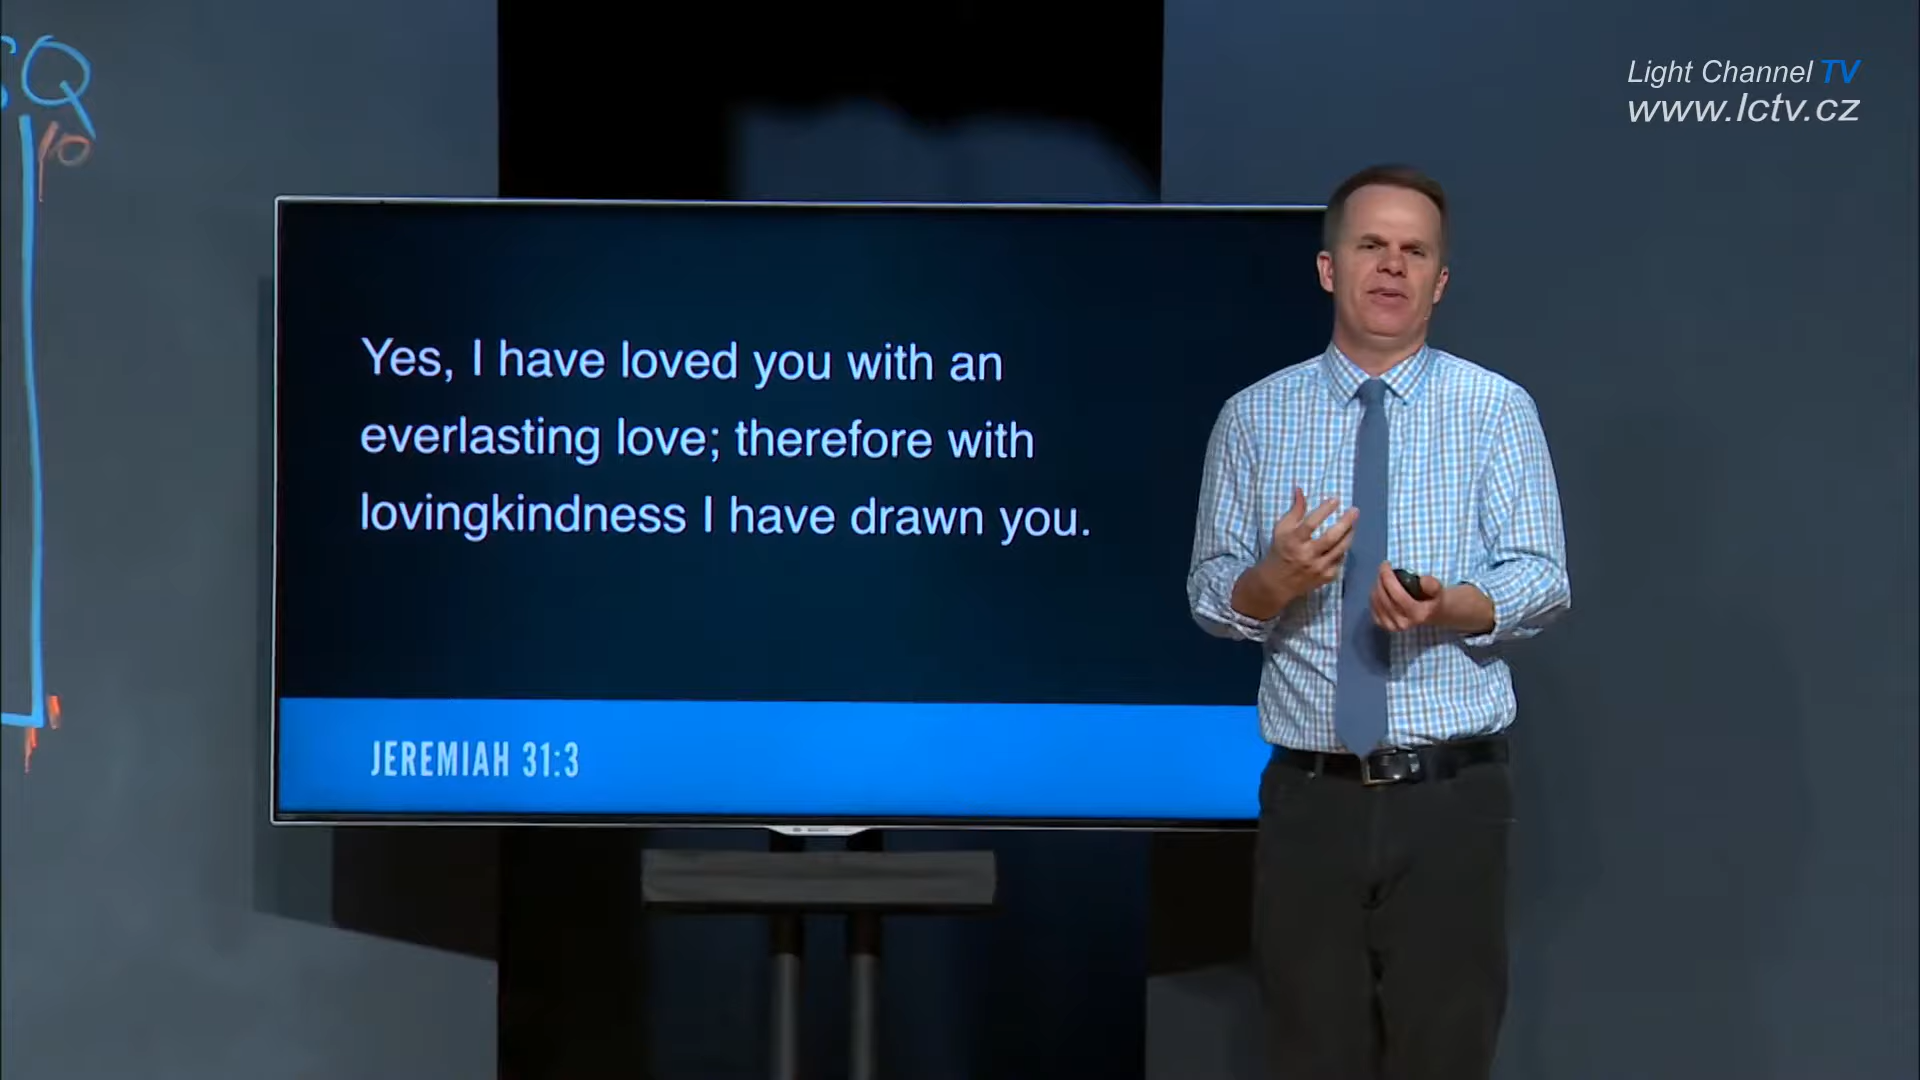 Q
10
Light Channel TV
www.lctv.cz
Yes, I have loved you with an
everlasting love; therefore with
lovingkindness I have drawn you.
JEREMIAH 31:3